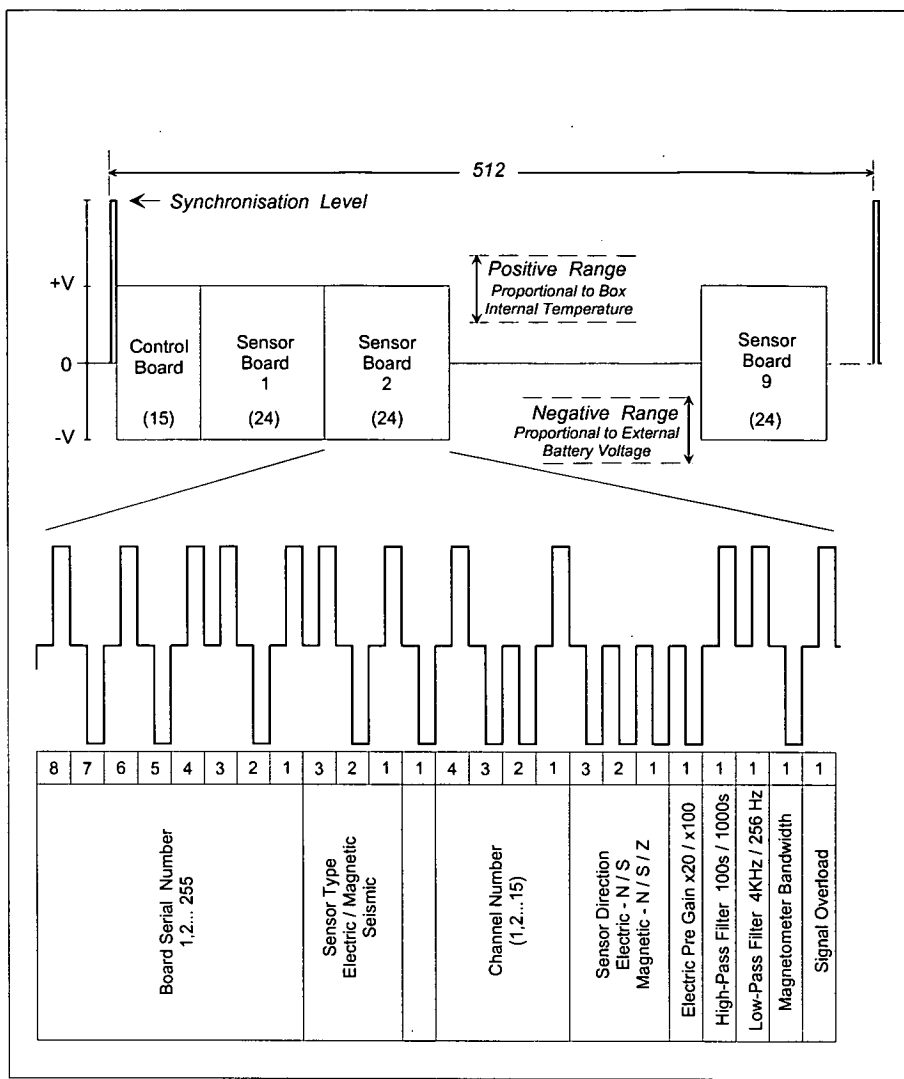 512
Synchronisation Level
+V
0
-V
Control
Board
(15)
Sensor
Board
1
(24)
Sensor
Board
2
(24)
Positive Range
Proportional to Box
Internal Temperature
Negative Range
Proportional to External
Battery Voltage
Sensor
Board
9
(24)
8 7 6 5 4 3 2 1 3 2 1 1 4 3 2 1 3 2 1 1 1 1 1 1
Board Serial Number
1,2... 255
Sensor Type
Electric / Magnetic
Seismic
Channel Number
(1,2... 15)
Sensor Direction
Electric - N / S
Magnetic - N / S / Z
Electric Pre Gain x20 / x100
High-Pass Filter 100s / 1000s
Low-Pass Filter 4KHz / 256 Hz
Magnetometer Bandwidth
Signal Overload